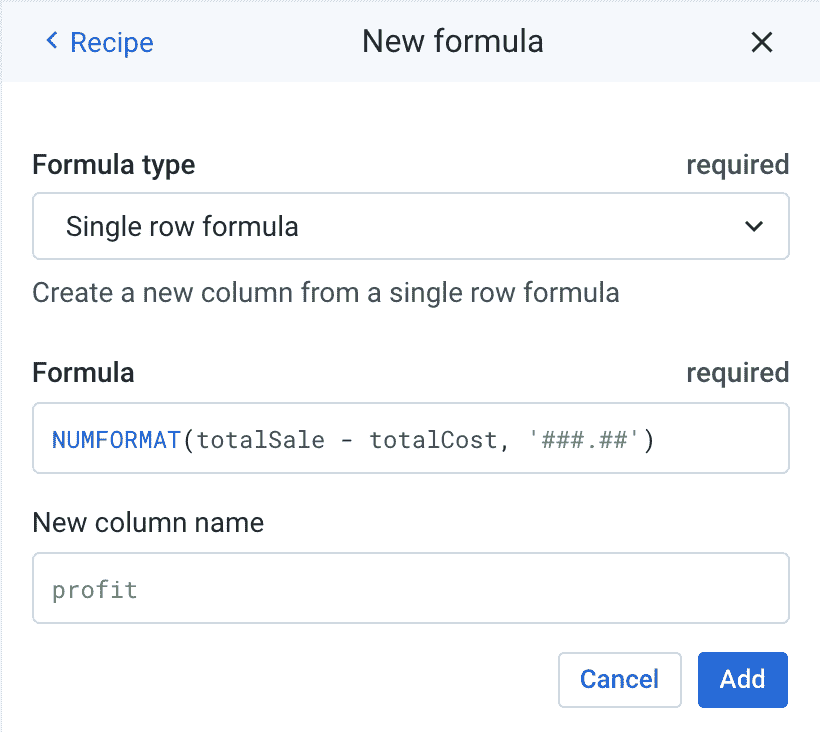 Recipe New formula
Formula type required
Single row formula
Create a new column from a single row formula
Formula required
NUMFORMAT(totalSale - totalCost, '###.##')
New column name
profit
Cancel Add